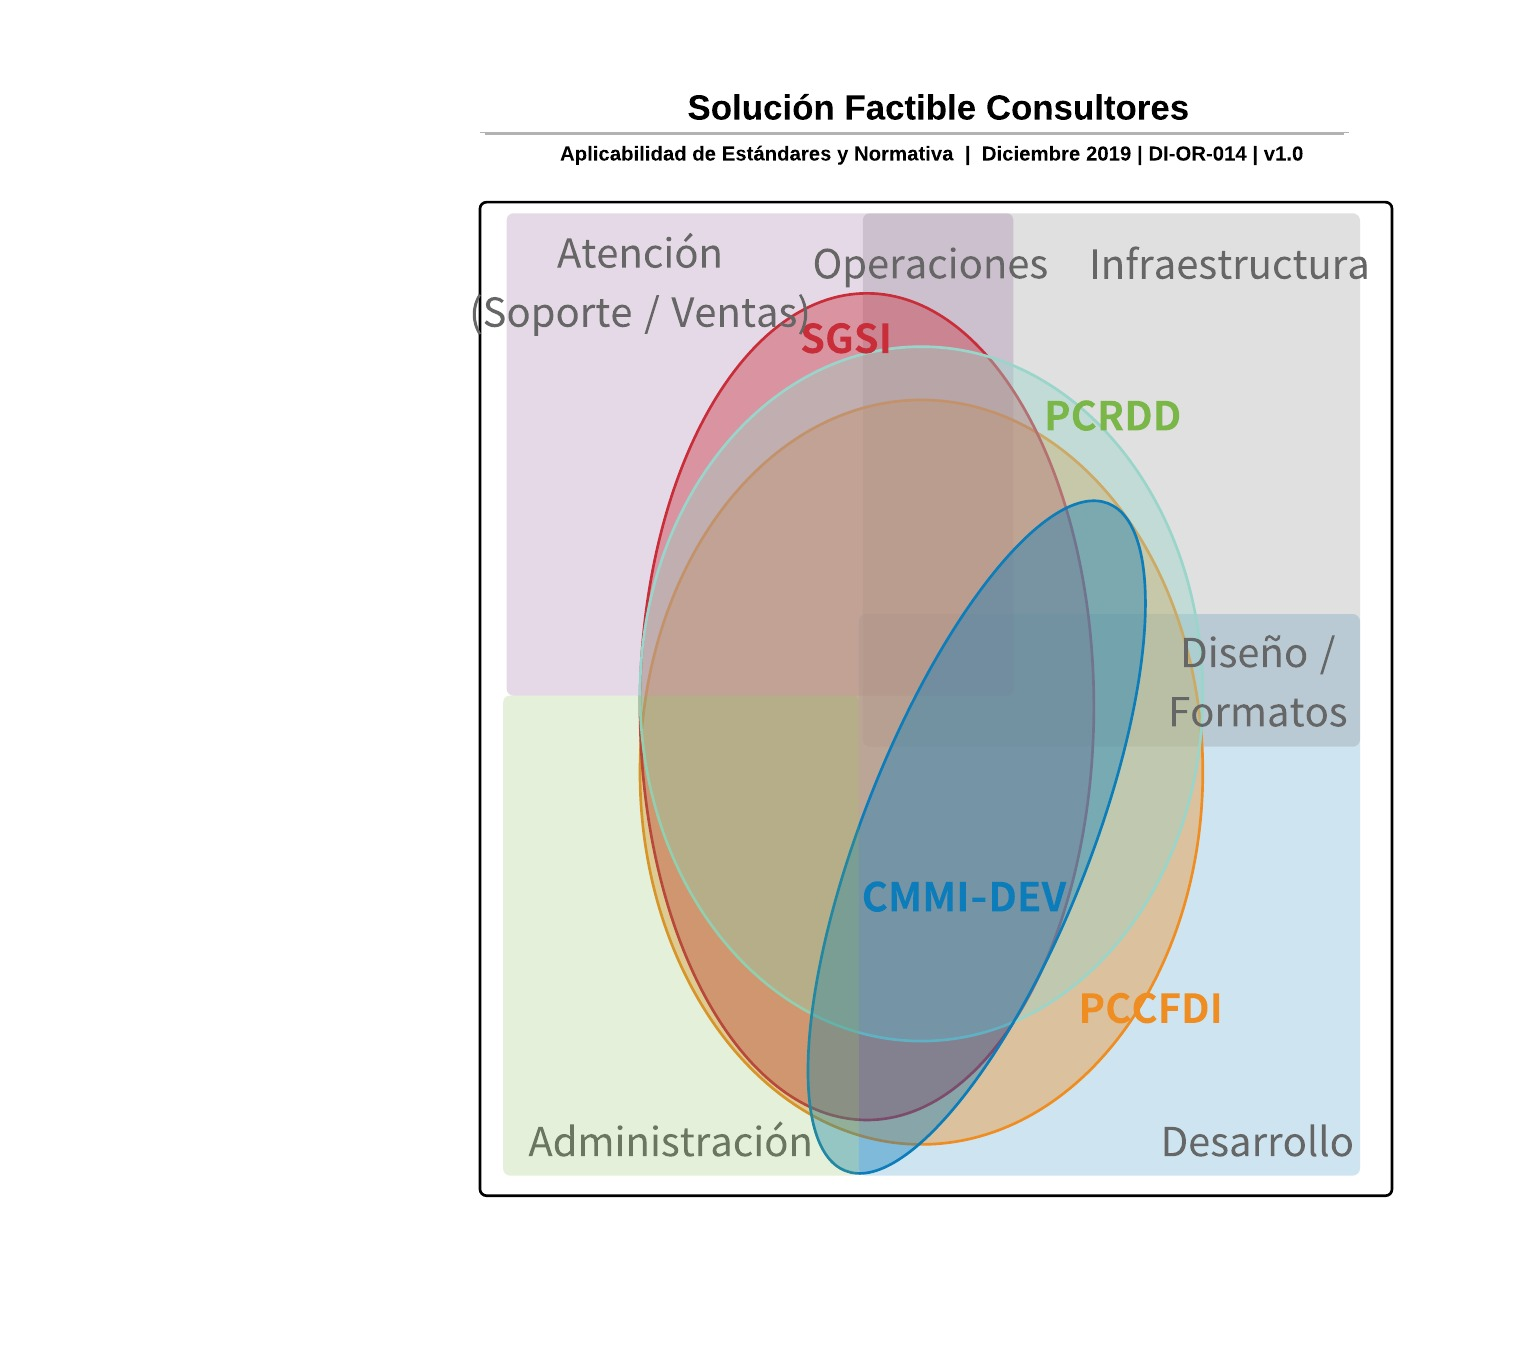 Solución Factible Consultores
Aplicabilidad de Estándares y Normativa | Diciembre 2019 | DI-OR-014 | v1.0
Atención
(Soporte / Ventas)
Operaciones
Infraestructura
SGSI
PCRDD
Diseño /
Formatos
CMMI-DEV
PCCFDI
Administración
Desarrollo